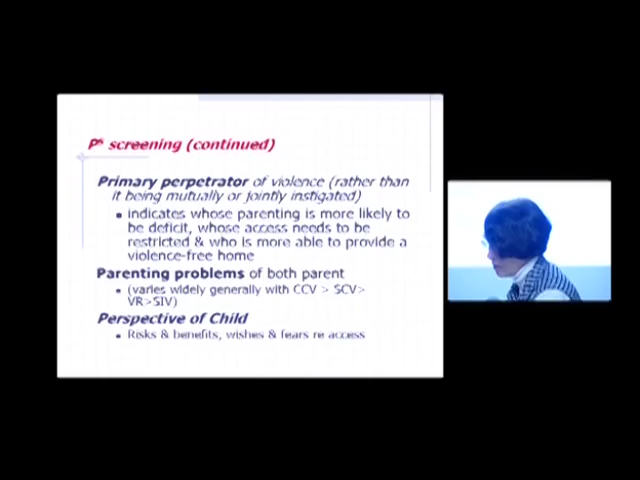 P⁵ screening (continued)
Primary perpetrator of violence (rather than
it being mutually or jointly instigated)
▪ indicates whose parenting is more likely to
be deficit, whose access needs to be
restricted & who is more able to provide a
violence-free home
Parenting problems of both parent
▪ (varies widely generally with CCV > SCV>
VR>SIV)
Perspective of Child
▪ Risks & benefits, wishes & fears re access